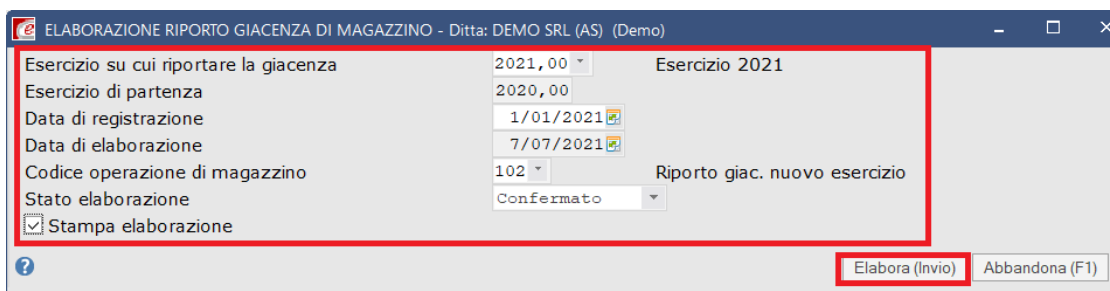 ELABORAZIONE RIPORTO GIACENZA DI MAGAZZINO - Ditta: DEMO SRL (AS) (Demo)
Esercizio su cui riportare la giacenza 2021,00 Esercizio 2021
Esercizio di partenza 2020,00
Data di registrazione 1/01/2021
Data di elaborazione 7/07/2021
Codice operazione di magazzino 102 Riporto giac. nuovo esercizio
Stato elaborazione Confermato
Stampa elaborazione
Elabora (Invio) Abbandona (F1)